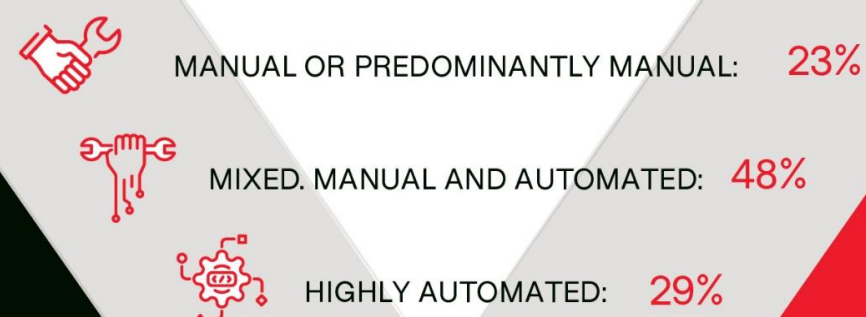 MANUAL OR PREDOMINANTLY MANUAL: 23%
MIXED. MANUAL AND AUTOMATED: 48%
HIGHLY AUTOMATED: 29%